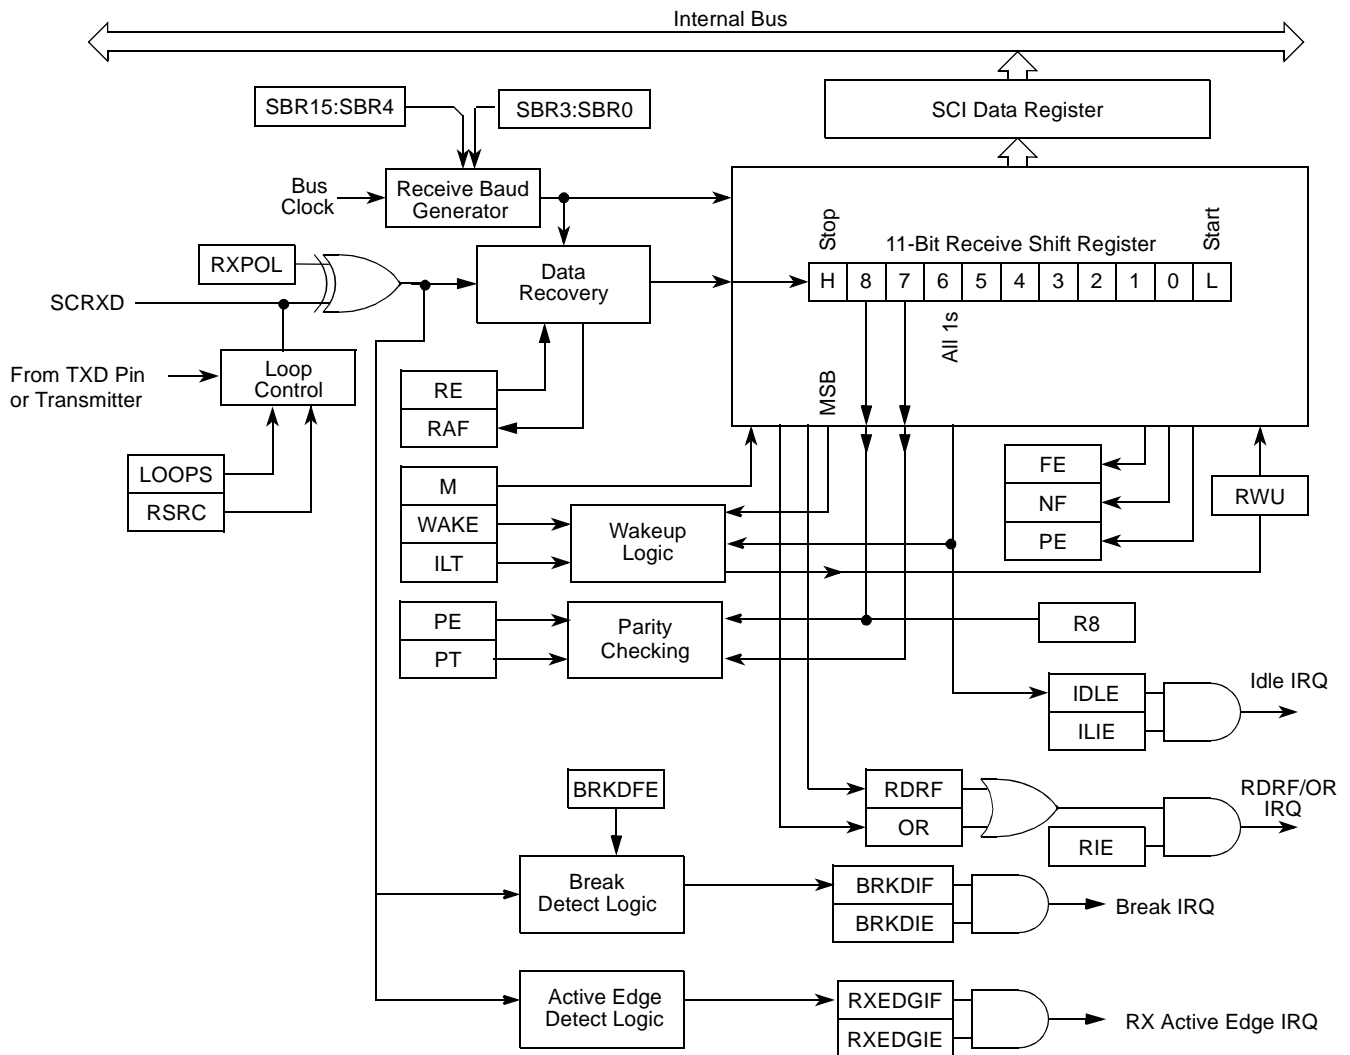 Internal Bus
SBR15:SBR4
SBR3:SBR0
SCI Data Register
Bus
Clock
Receive Baud
Generator
Stop
11-Bit Receive Shift Register
Start
RXPOL
Data
Recovery
H 8 7 6 5 4 3 2 1 0 L
SCRXD
All 1s
From TXD Pin
or Transmitter
Loop
Control
RE
RAF
MSB
LOOPS
RSRC
M
WAKE
ILT
Wakeup
Logic
FE
NF
PE
RWU
PE
PT
Parity
Checking
R8
IDLE
ILIE
Idle IRQ
BRKDFE
RDRF
OR
RIE
RDRF/OR
IRQ
Break
Detect Logic
BRKDIF
BRKDIE
Break IRQ
Active Edge
Detect Logic
RXEDGIF
RXEDGIE
RX Active Edge IRQ